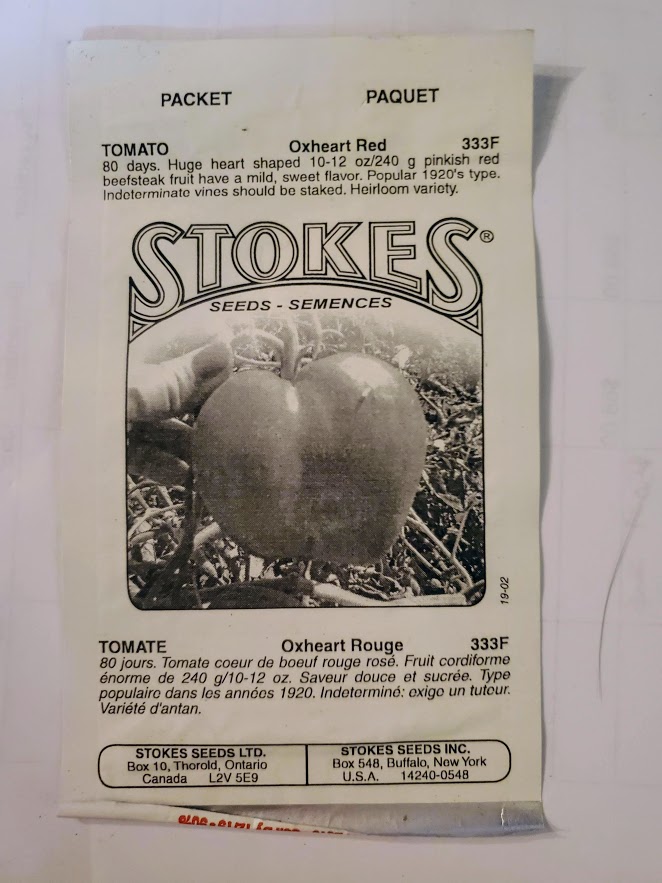 PACKET PAQUET
TOMATO Oxheart Red 333F
80 days. Huge heart shaped 10-12 oz/240 g pinkish red
beefsteak fruit have a mild, sweet flavor. Popular 1920's type.
Indeterminate vines should be staked. Heirloom variety.
STOKES®
SEEDS - SEMENCES
19-02
TOMATE Oxheart Rouge 333F
80 jours. Tomate coeur de boeuf rouge rosé. Fruit cordiforme
énorme de 240 g/10-12 oz. Saveur douce et sucrée. Type
populaire dans les années 1920. Indeterminé: exige un tuteur.
Variété d'antan.
STOKES SEEDS LTD.
Box 10, Thorold, Ontario
Canada L2V 5E9
STOKES SEEDS INC.
Box 548, Buffalo, New York
U.S.A. 14240-0548